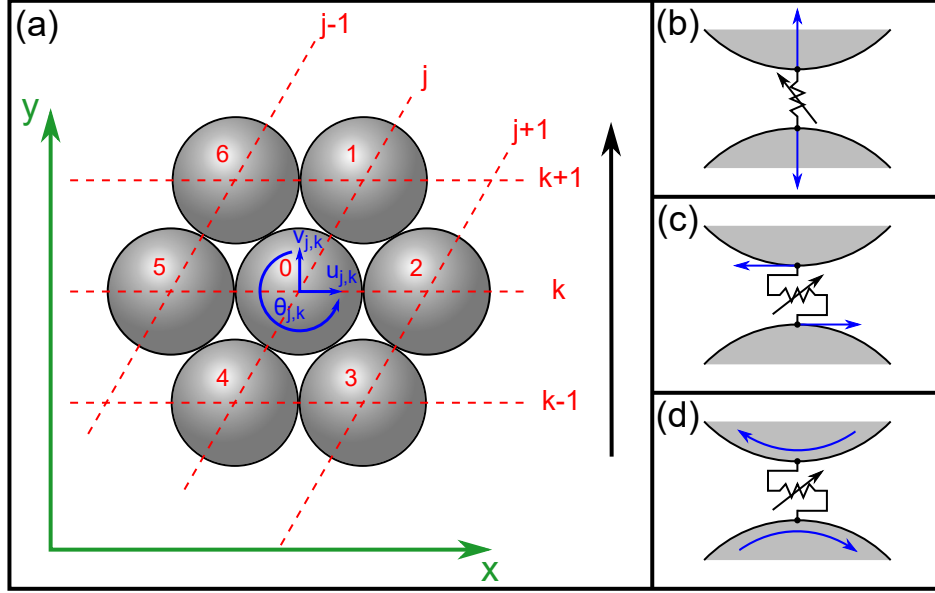 (a)
j-1
j
j+1
y
6
1
k+1
5
0
v_{j,k}
u_{j,k}
θ_{j,k}
2
k
4
3
k-1
x
(b)
(c)
(d)